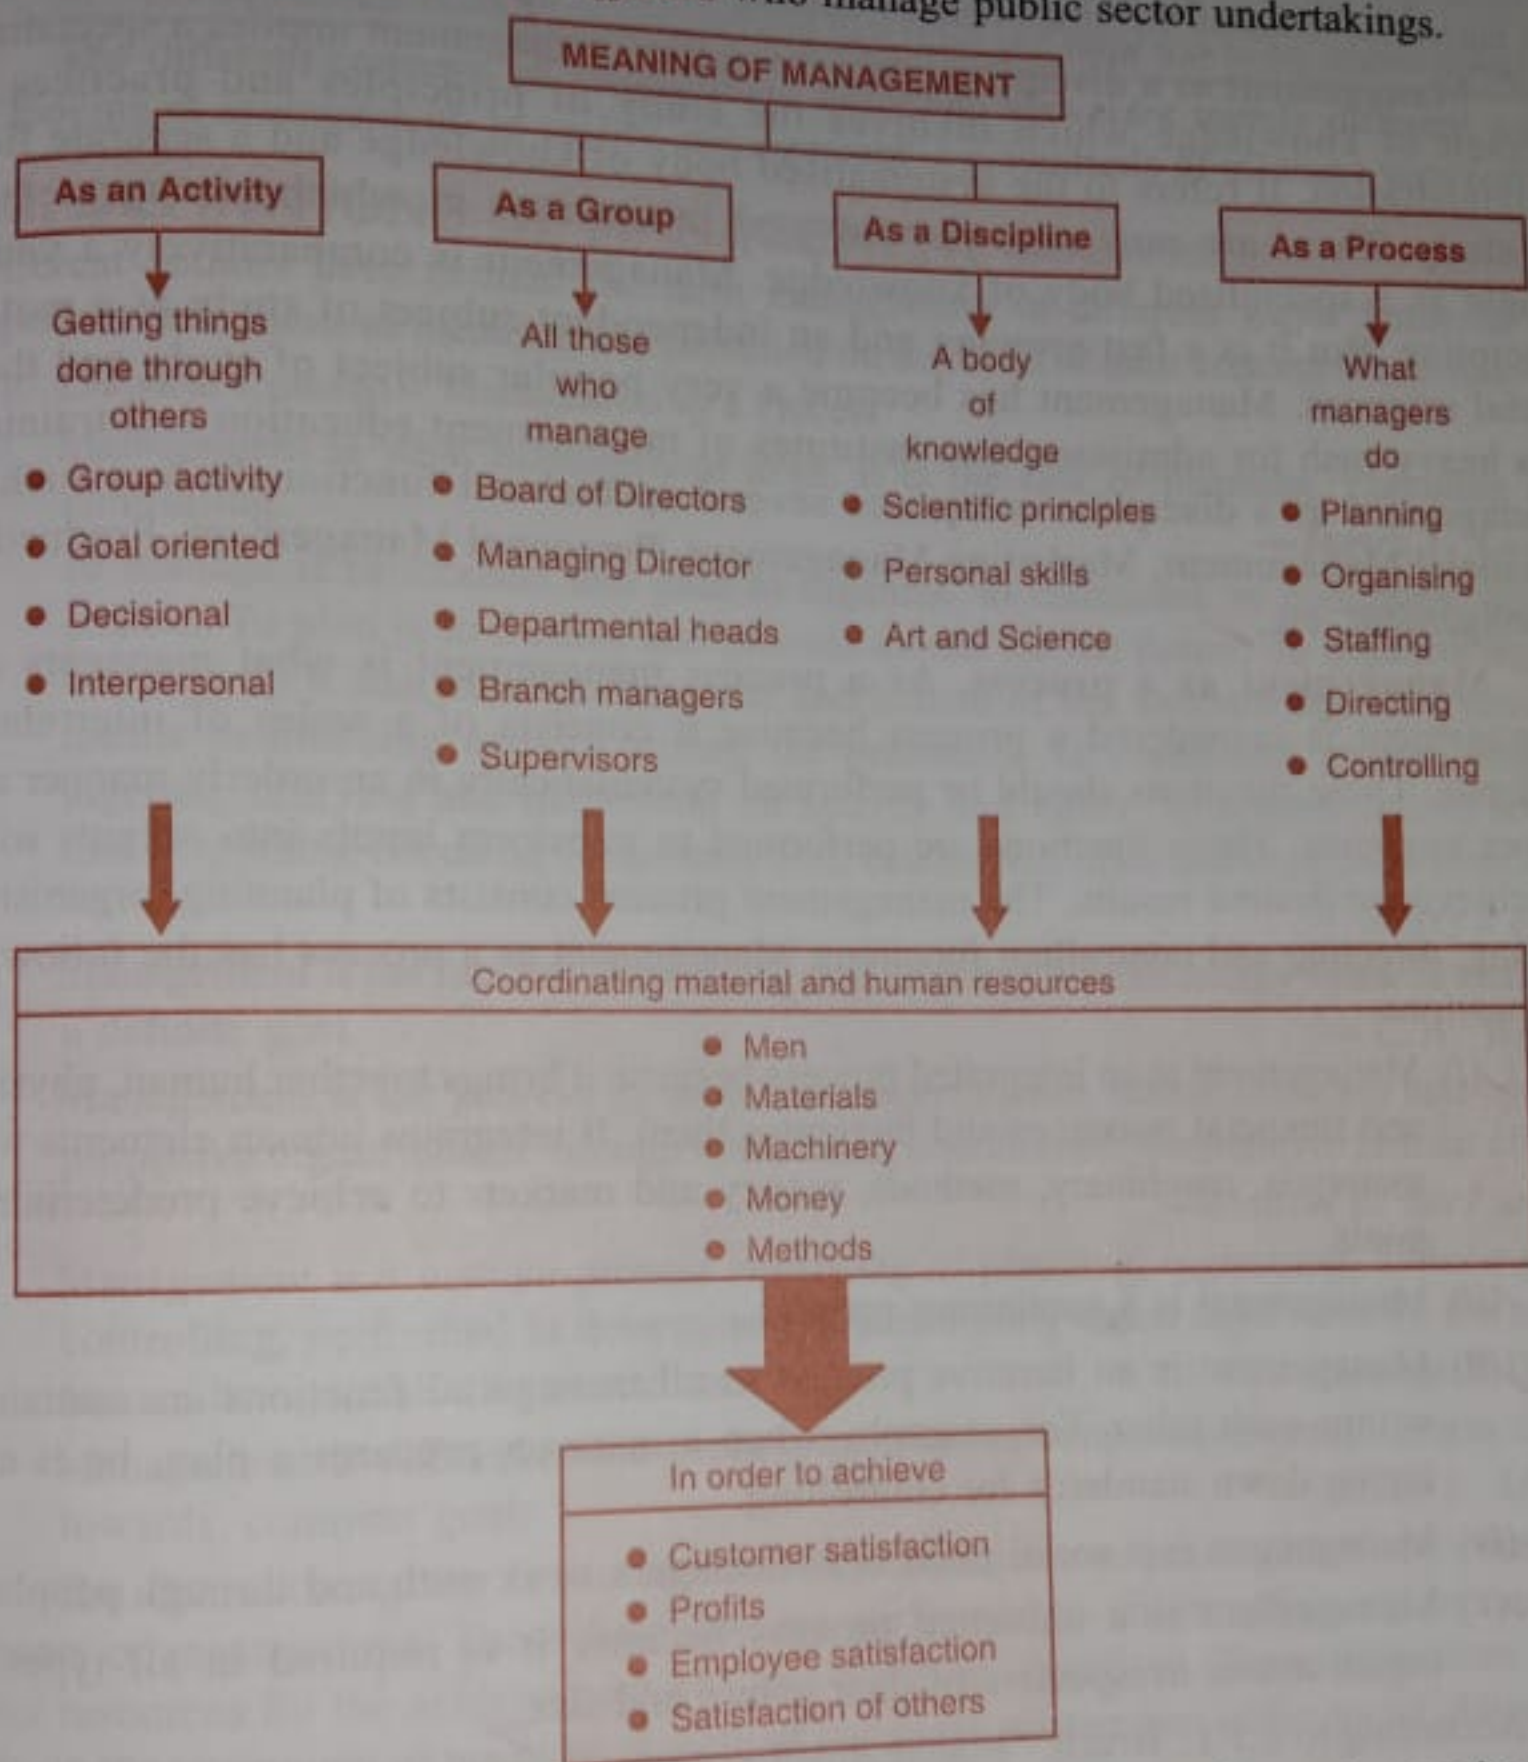 manage public sector undertakings.
MEANING OF MANAGEMENT
As an Activity
Getting things
done through
others
● Group activity
● Goal oriented
● Decisional
● Interpersonal
As a Group
All those
who
manage
● Board of Directors
● Managing Director
● Departmental heads
● Branch managers
● Supervisors
As a Discipline
A body
of
knowledge
● Scientific principles
● Personal skills
● Art and Science
As a Process
What
managers
do
● Planning
● Organising
● Staffing
● Directing
● Controlling
Coordinating material and human resources
● Men
● Materials
● Machinery
● Money
● Methods
In order to achieve
● Customer satisfaction
● Profits
● Employee satisfaction
● Satisfaction of others